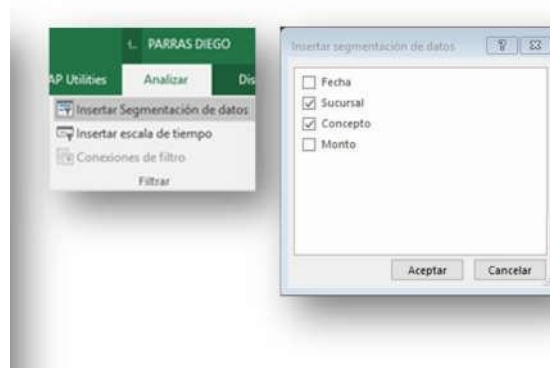 PARRAS DIEGO
AP Utilities Analizar Dis
Insertar Segmentación de datos
Insertar escala de tiempo
Conexiones de filtro
Filtrar
Insertar segmentación de datos
Fecha
Sucursal
Concepto
Monto
Aceptar Cancelar